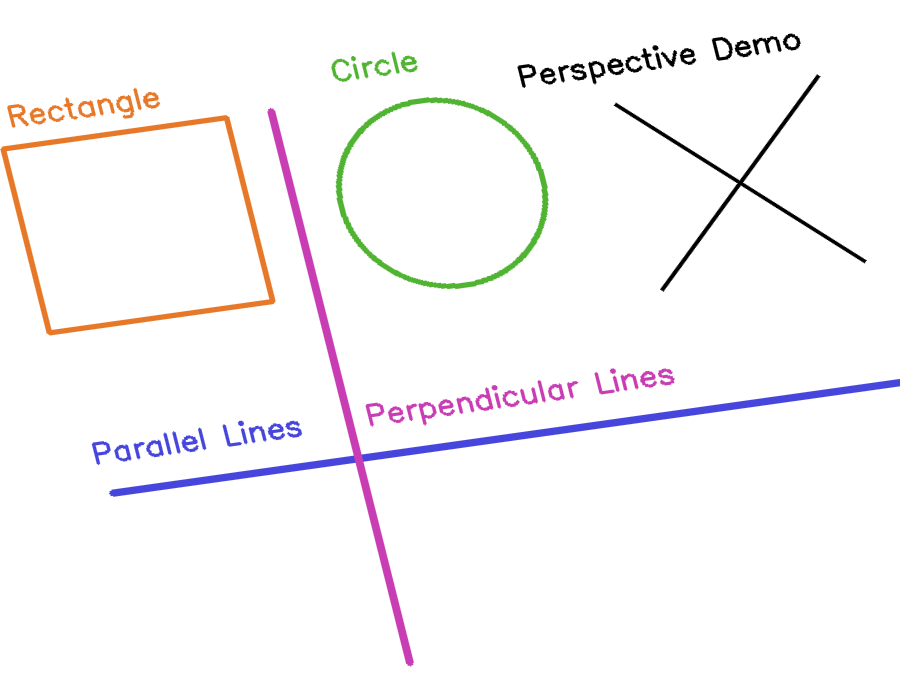 Rectangle
Circle
Perspective Demo
Parallel Lines
Perpendicular Lines